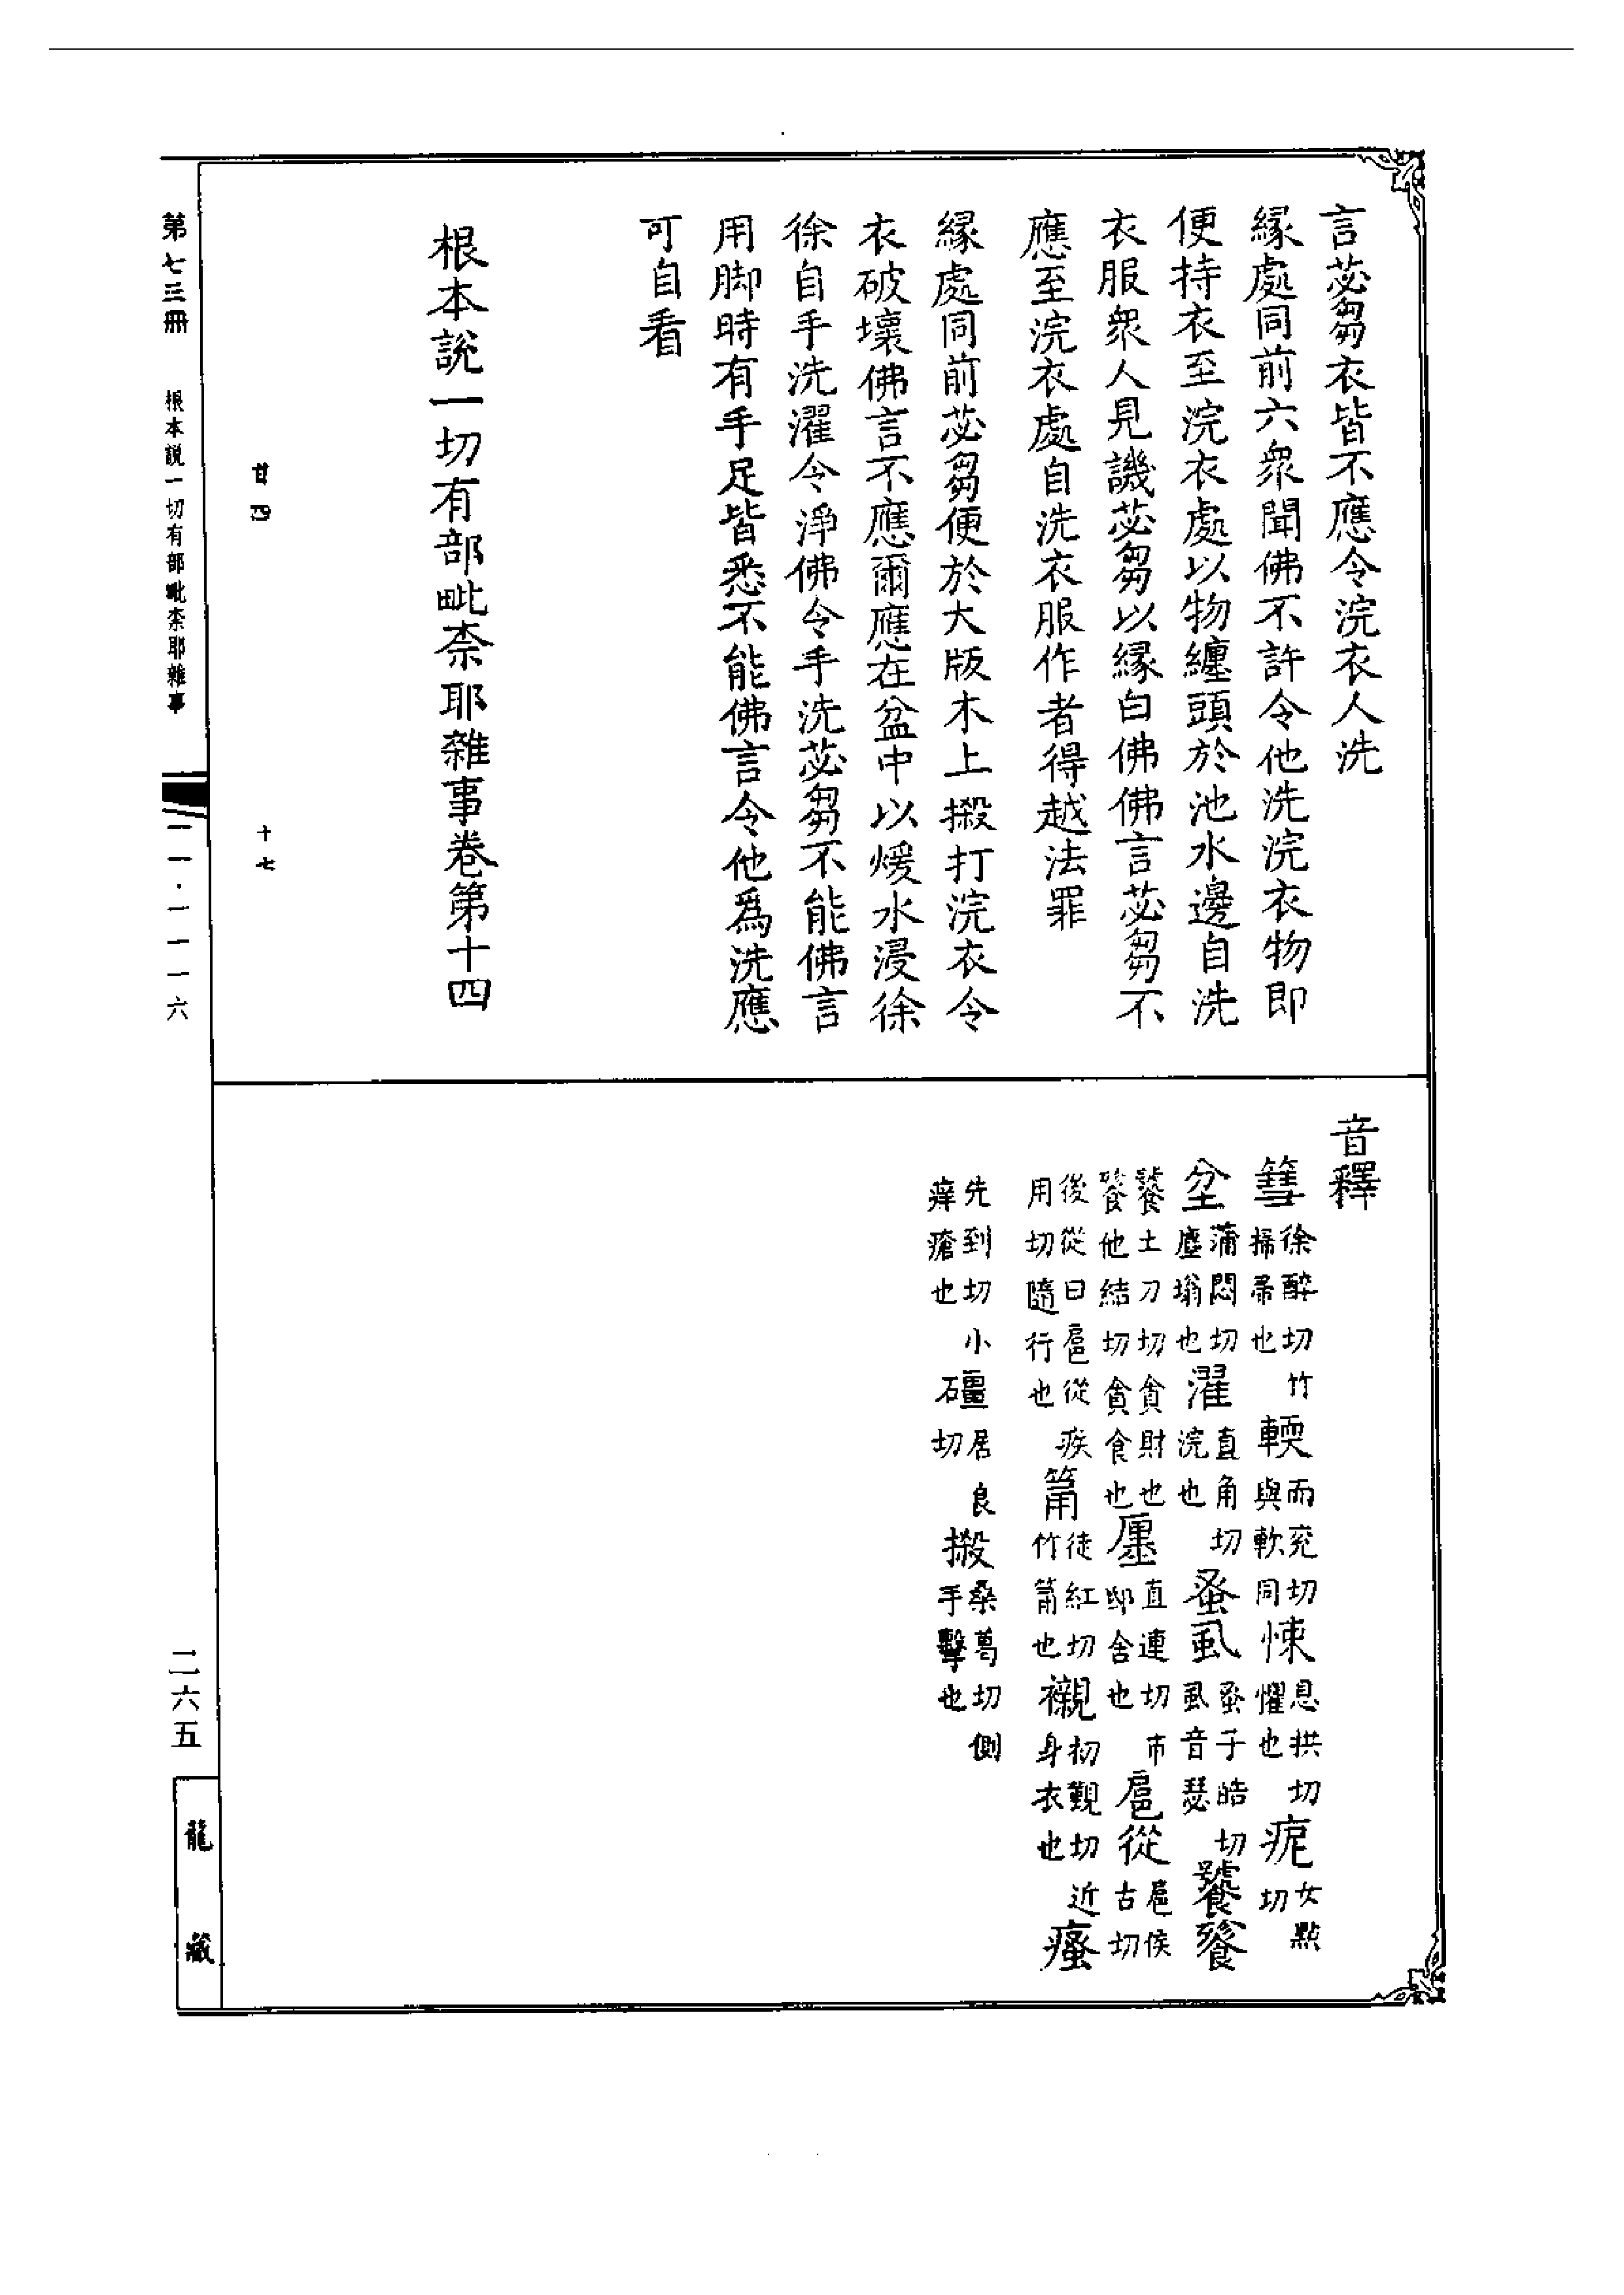 言苾芻衣皆不應令浣衣人洗
緣處同前六衆聞佛不許令他洗浣衣物即
便持衣至浣衣處以物纏頭於池水邊自洗
衣服衆人見譏苾芻以緣白佛佛言苾芻不
應至浣衣處自洗衣服作者得越法罪
緣處同前苾芻便於大版木上摋打浣衣令
衣破壞佛言不應爾應在盆中以煖水浸徐
徐自手洗濯令淨佛令手洗苾芻不能佛言
用脚時有手足皆悉不能佛言令他爲洗應
可自看
根本說一切有部毗柰耶雜事卷第十四
甘四 十七
音釋
篲 徐醉切竹掃帚也 輭 而兖切與軟同 悚 息拱切懼也 痆 女黠切
坌 蒲悶切塵塕也 濯 直角切浣也 蚤虱 蚤子皓切虱音瑟 饕餮
饕土刀切貪財也餮他結切貪食也 廛 直連切市邸舍也 扈從 扈侯古切
後從曰扈從疾用切隨行也 筩 徒紅切竹筩也 襯 初覲切近身衣也 瘙
先到切小痒瘡也 礓 居良切 摋 桑葛切側手擊也
第七三冊 根本說一切有部毗柰耶雜事
一一·一一一六
二六五
龍藏